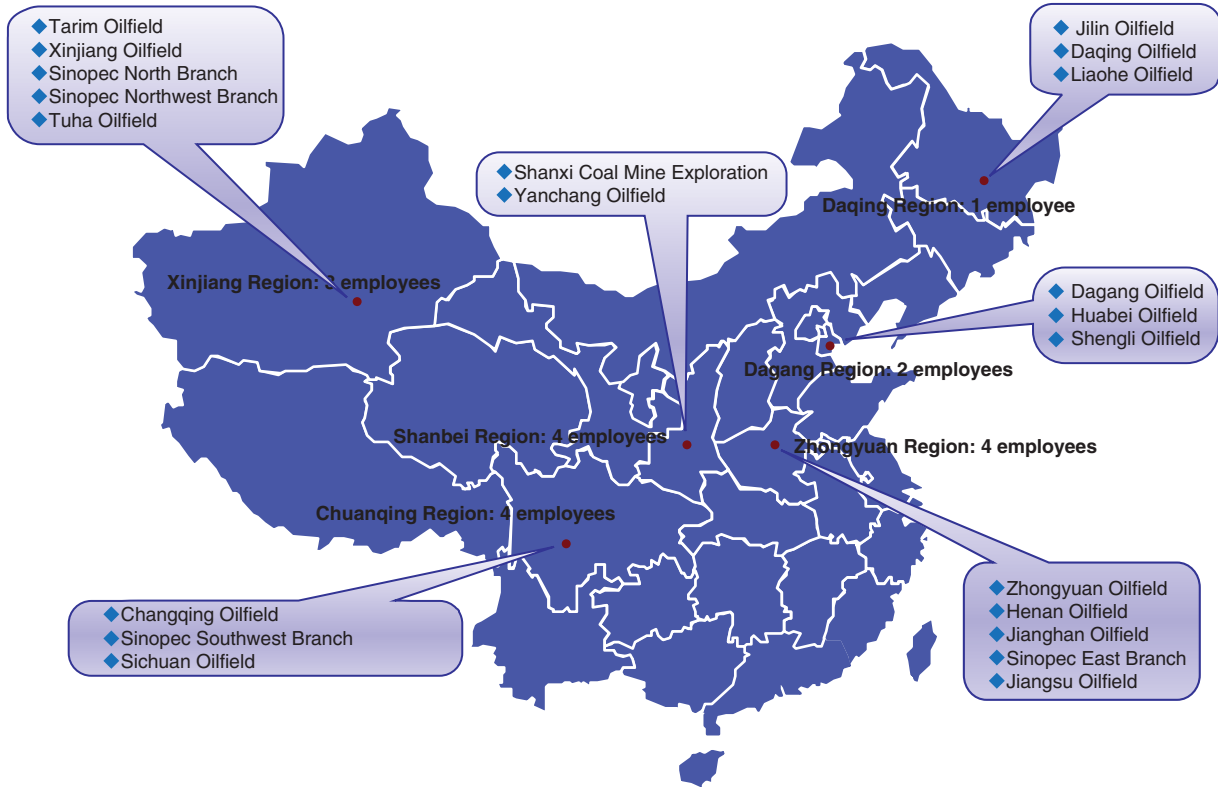 Tarim Oilfield
Xinjiang Oilfield
Sinopec North Branch
Sinopec Northwest Branch
Tuha Oilfield
Jilin Oilfield
Daqing Oilfield
Liaohe Oilfield
Shanxi Coal Mine Exploration
Yanchang Oilfield
Daqing Region: 1 employee
Xinjiang Region: 3 employees
Dagang Oilfield
Huabei Oilfield
Shengli Oilfield
Dagang Region: 2 employees
Shanbei Region: 4 employees
Zhongyuan Region: 4 employees
Chuanqing Region: 4 employees
Changqing Oilfield
Sinopec Southwest Branch
Sichuan Oilfield
Zhongyuan Oilfield
Henan Oilfield
Jianghan Oilfield
Sinopec East Branch
Jiangsu Oilfield